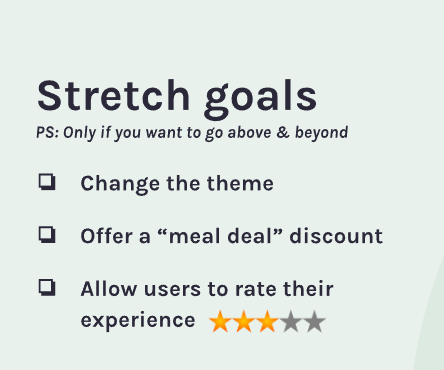 Stretch goals
PS: Only if you want to go above & beyond
Change the theme
Offer a “meal deal” discount
Allow users to rate their
experience